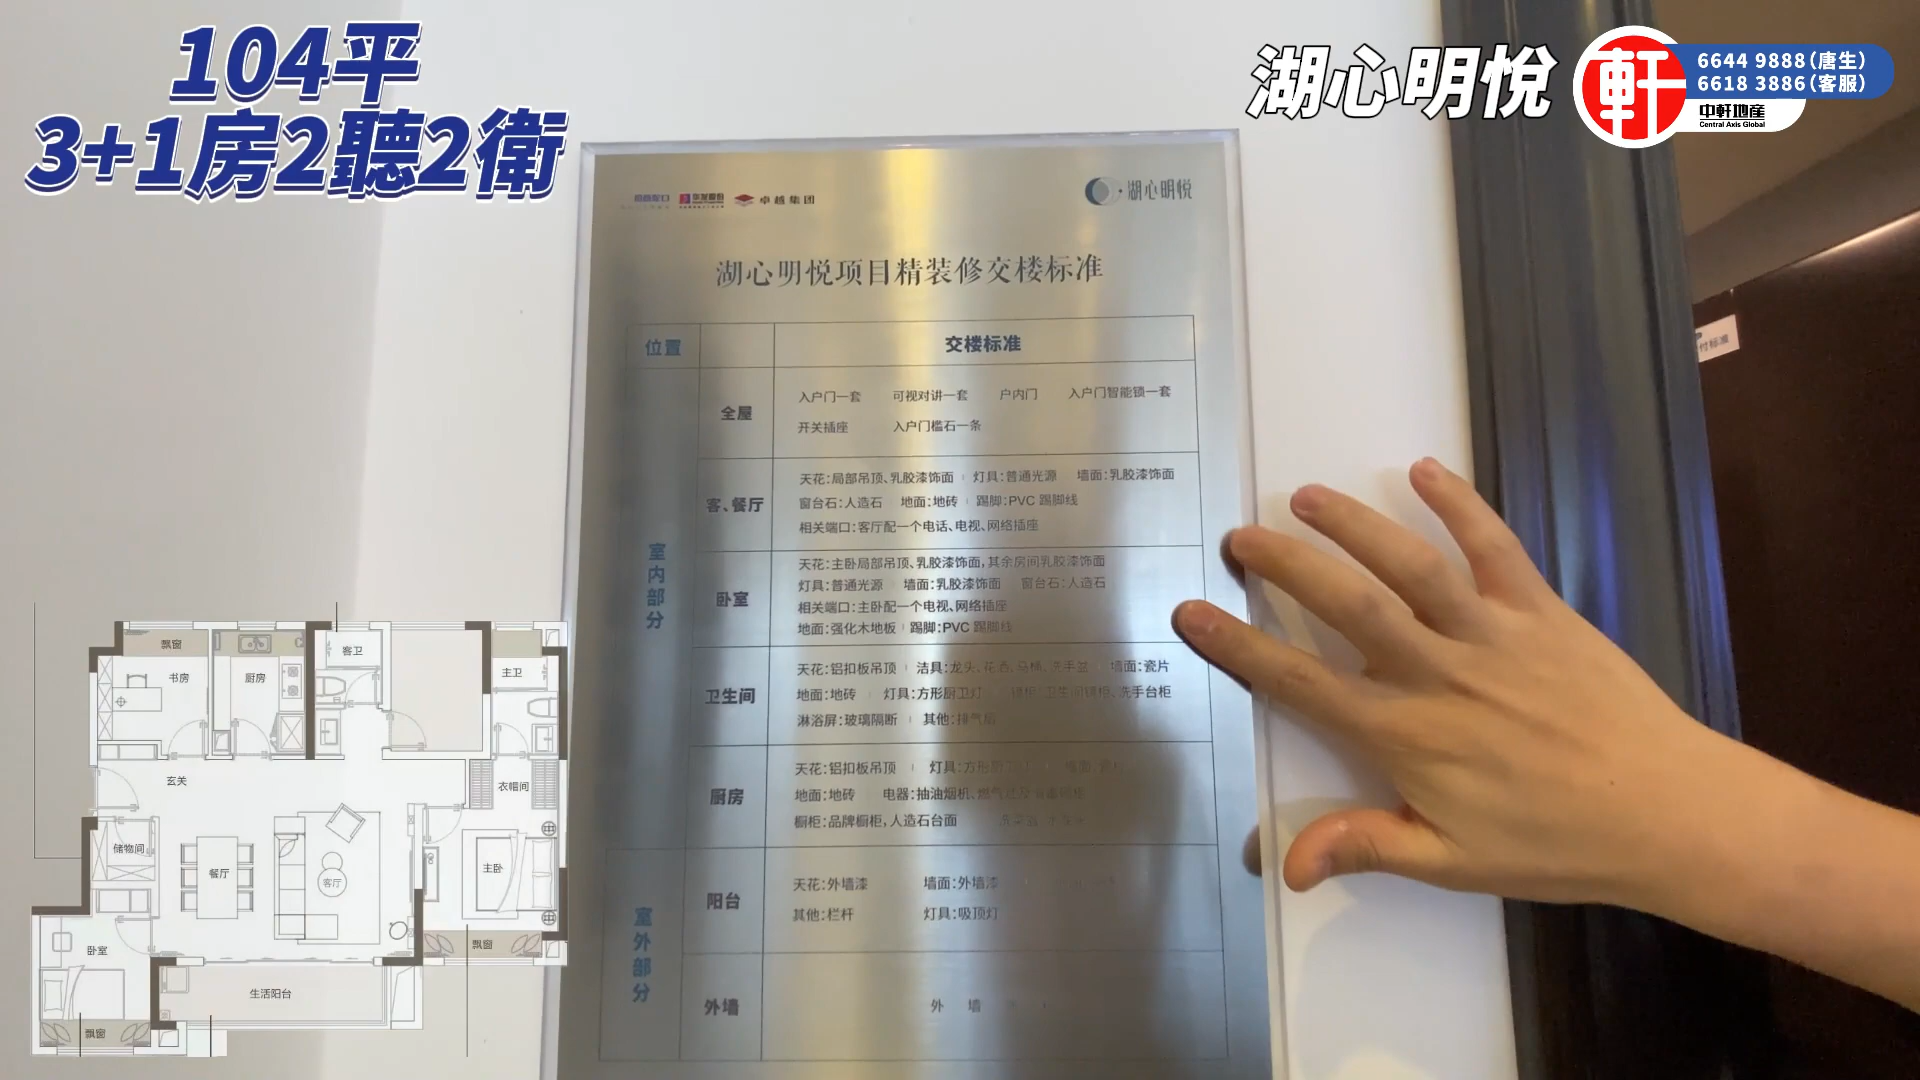 104平
3+1房2聽2衛
湖心明悅
軒
6644 9888(唐生)
6618 3886(客服)
中軒地産
Central Axis Global
卓越集团
湖心明悦
湖心明悦项目精装修交楼标准
位置
交楼标准
室内部分
全屋
入户门一套 可视对讲一套 户内门 入户门智能锁一套
开关插座 入户门槛石一条
客、餐厅
天花:局部吊顶、乳胶漆饰面 灯具:普通光源 墙面:乳胶漆饰面
窗台石:人造石 地面:地砖 踢脚:PVC 踢脚线
相关端口:客厅配一个电话、电视、网络插座
卧室
天花:主卧局部吊顶、乳胶漆饰面,其余房间乳胶漆饰面
灯具:普通光源 墙面:乳胶漆饰面 窗台石:人造石
相关端口:主卧配一个电视、网络插座
地面:强化木地板 踢脚:PVC 踢脚线
卫生间
天花:铝扣板吊顶 洁具:龙头、花洒、马桶、洗手盆 墙面:瓷片
地面:地砖 灯具:方形厨卫灯 卫生间镜柜、洗手台柜
淋浴屏:玻璃隔断 其他:排气扇
厨房
天花:铝扣板吊顶 灯具:方形
地面:地砖 电器:抽油烟机、燃气
橱柜:品牌橱柜,人造石台面
室外部分
阳台
天花:外墙漆 墙面:外墙漆
其他:栏杆 灯具:吸顶灯
外墙
外 墙
付标准
飘窗
书房
厨房
客卫
主卫
玄关
衣帽间
储物间
餐厅
客厅
主卧
飘窗
卧室
生活阳台
飘窗